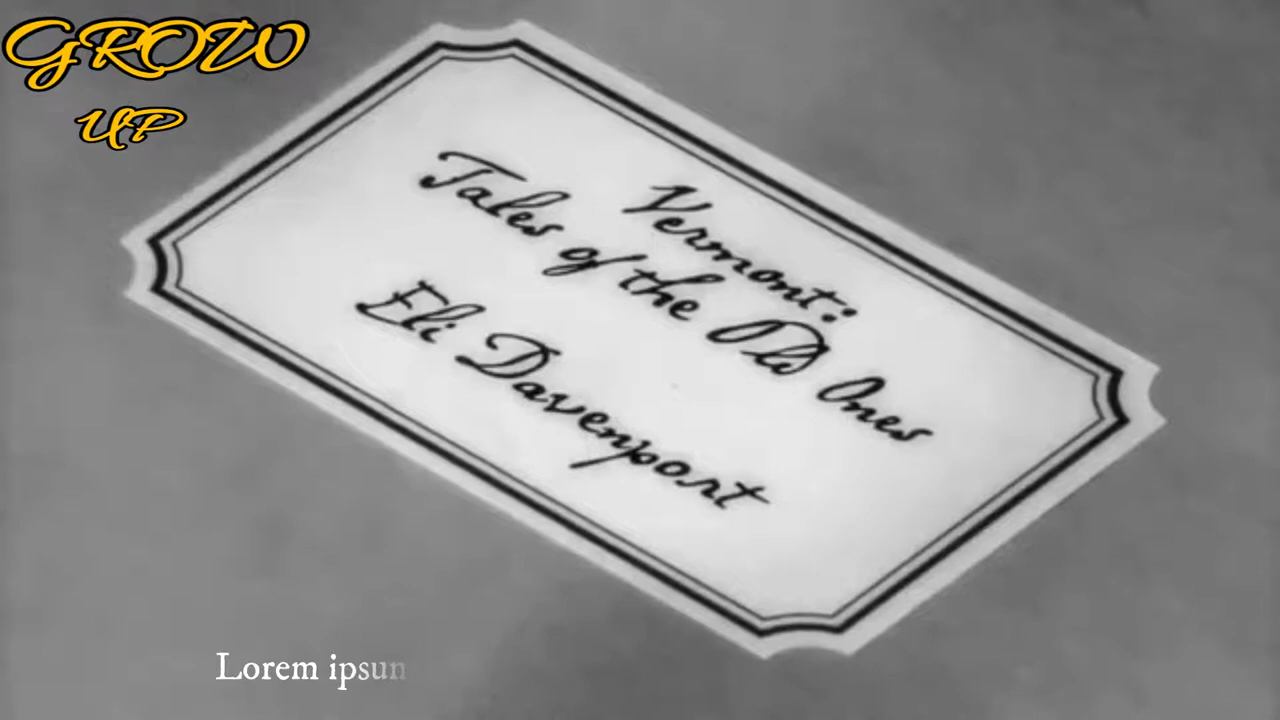 GROW
UP
Vermont:
Tales of the Old Ones
Eli Davenport
Lorem ipsun